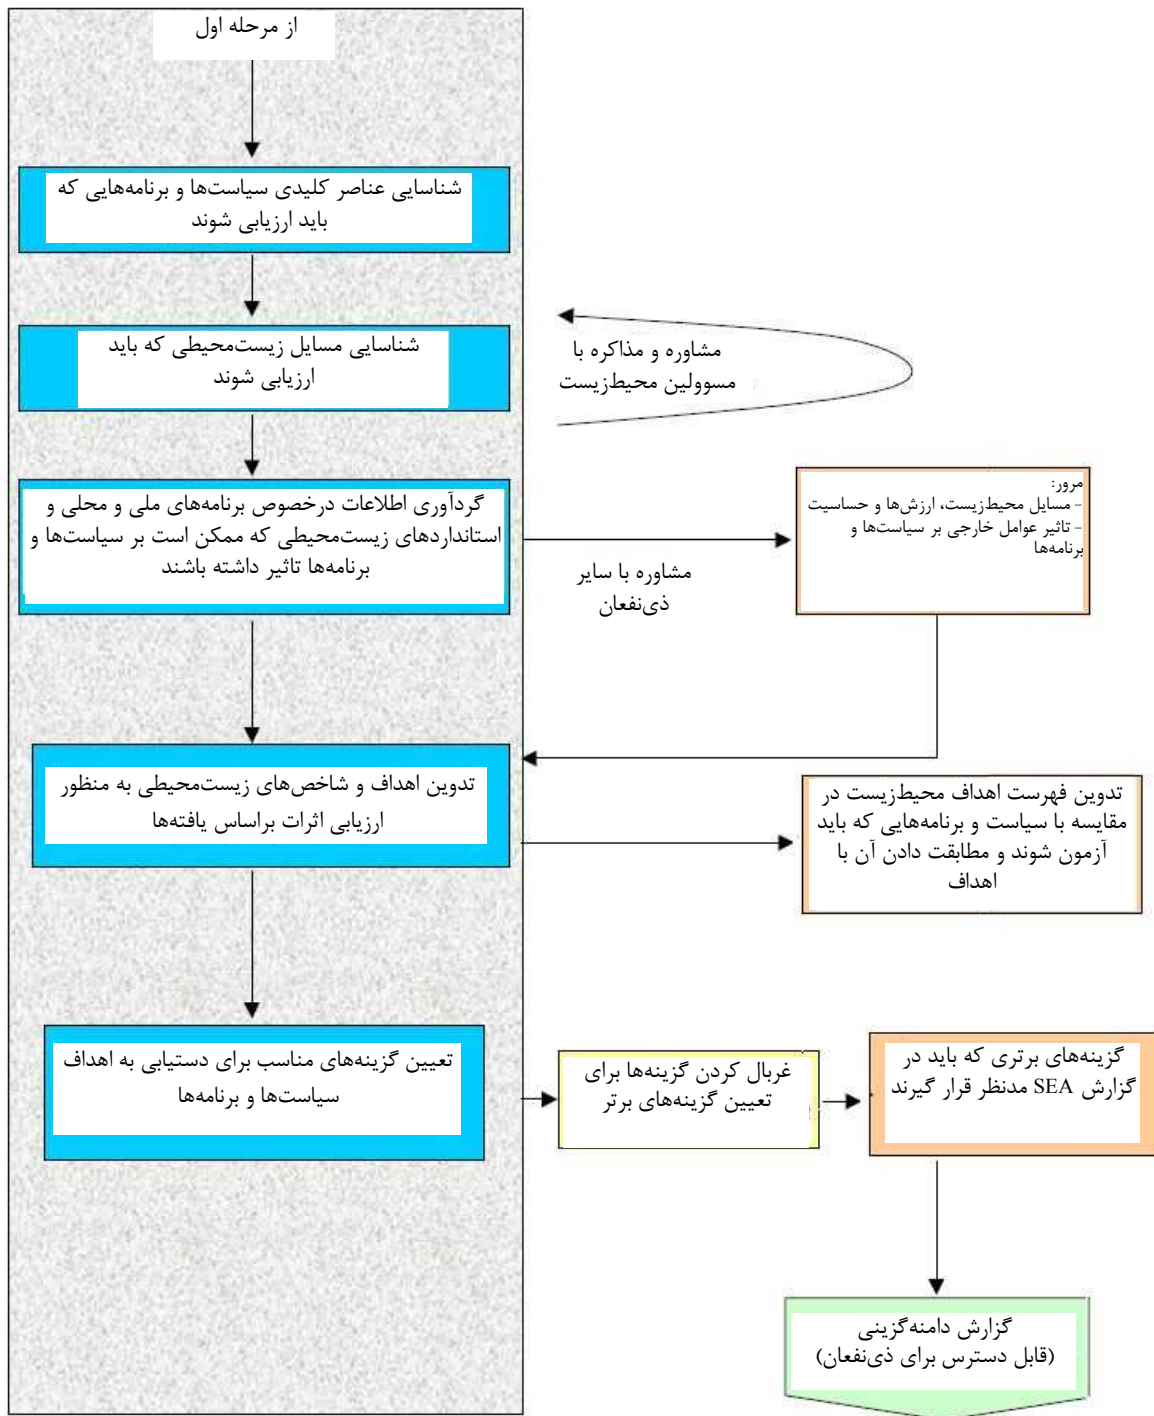 از مرحله اول
شناسایی عناصر کلیدی سیاست‌ها و برنامه‌هایی که
باید ارزیابی شوند
شناسایی مسایل زیست‌محیطی که باید
ارزیابی شوند
مشاوره و مذاکره با
مسوولین محیط‌زیست
گردآوری اطلاعات درخصوص برنامه‌های ملی و محلی و
استانداردهای زیست‌محیطی که ممکن است بر سیاست‌ها و
برنامه‌ها تاثیر داشته باشند
مشاوره با سایر
ذی‌نفعان
مرور:
- مسایل محیط‌زیست، ارزش‌ها و حساسیت
- تاثیر عوامل خارجی بر سیاست‌ها و
برنامه‌ها
تدوین اهداف و شاخص‌های زیست‌محیطی به منظور
ارزیابی اثرات براساس یافته‌ها
تدوین فهرست اهداف محیط‌زیست در
مقایسه با سیاست و برنامه‌هایی که باید
آزمون شوند و مطابقت دادن آن با
اهداف
تعیین گزینه‌های مناسب برای دستیابی به اهداف
سیاست‌ها و برنامه‌ها
غربال کردن گزینه‌ها برای
تعیین گزینه‌های برتر
گزینه‌های برتری که باید در
گزارش SEA مدنظر قرار گیرند
گزارش دامنه‌گزینی
(قابل دسترس برای ذی‌نفعان)